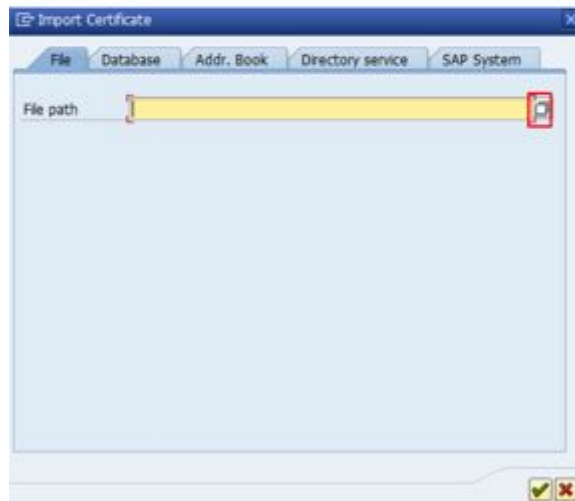 Import Certificate
File Database Addr. Book Directory service SAP System
File path